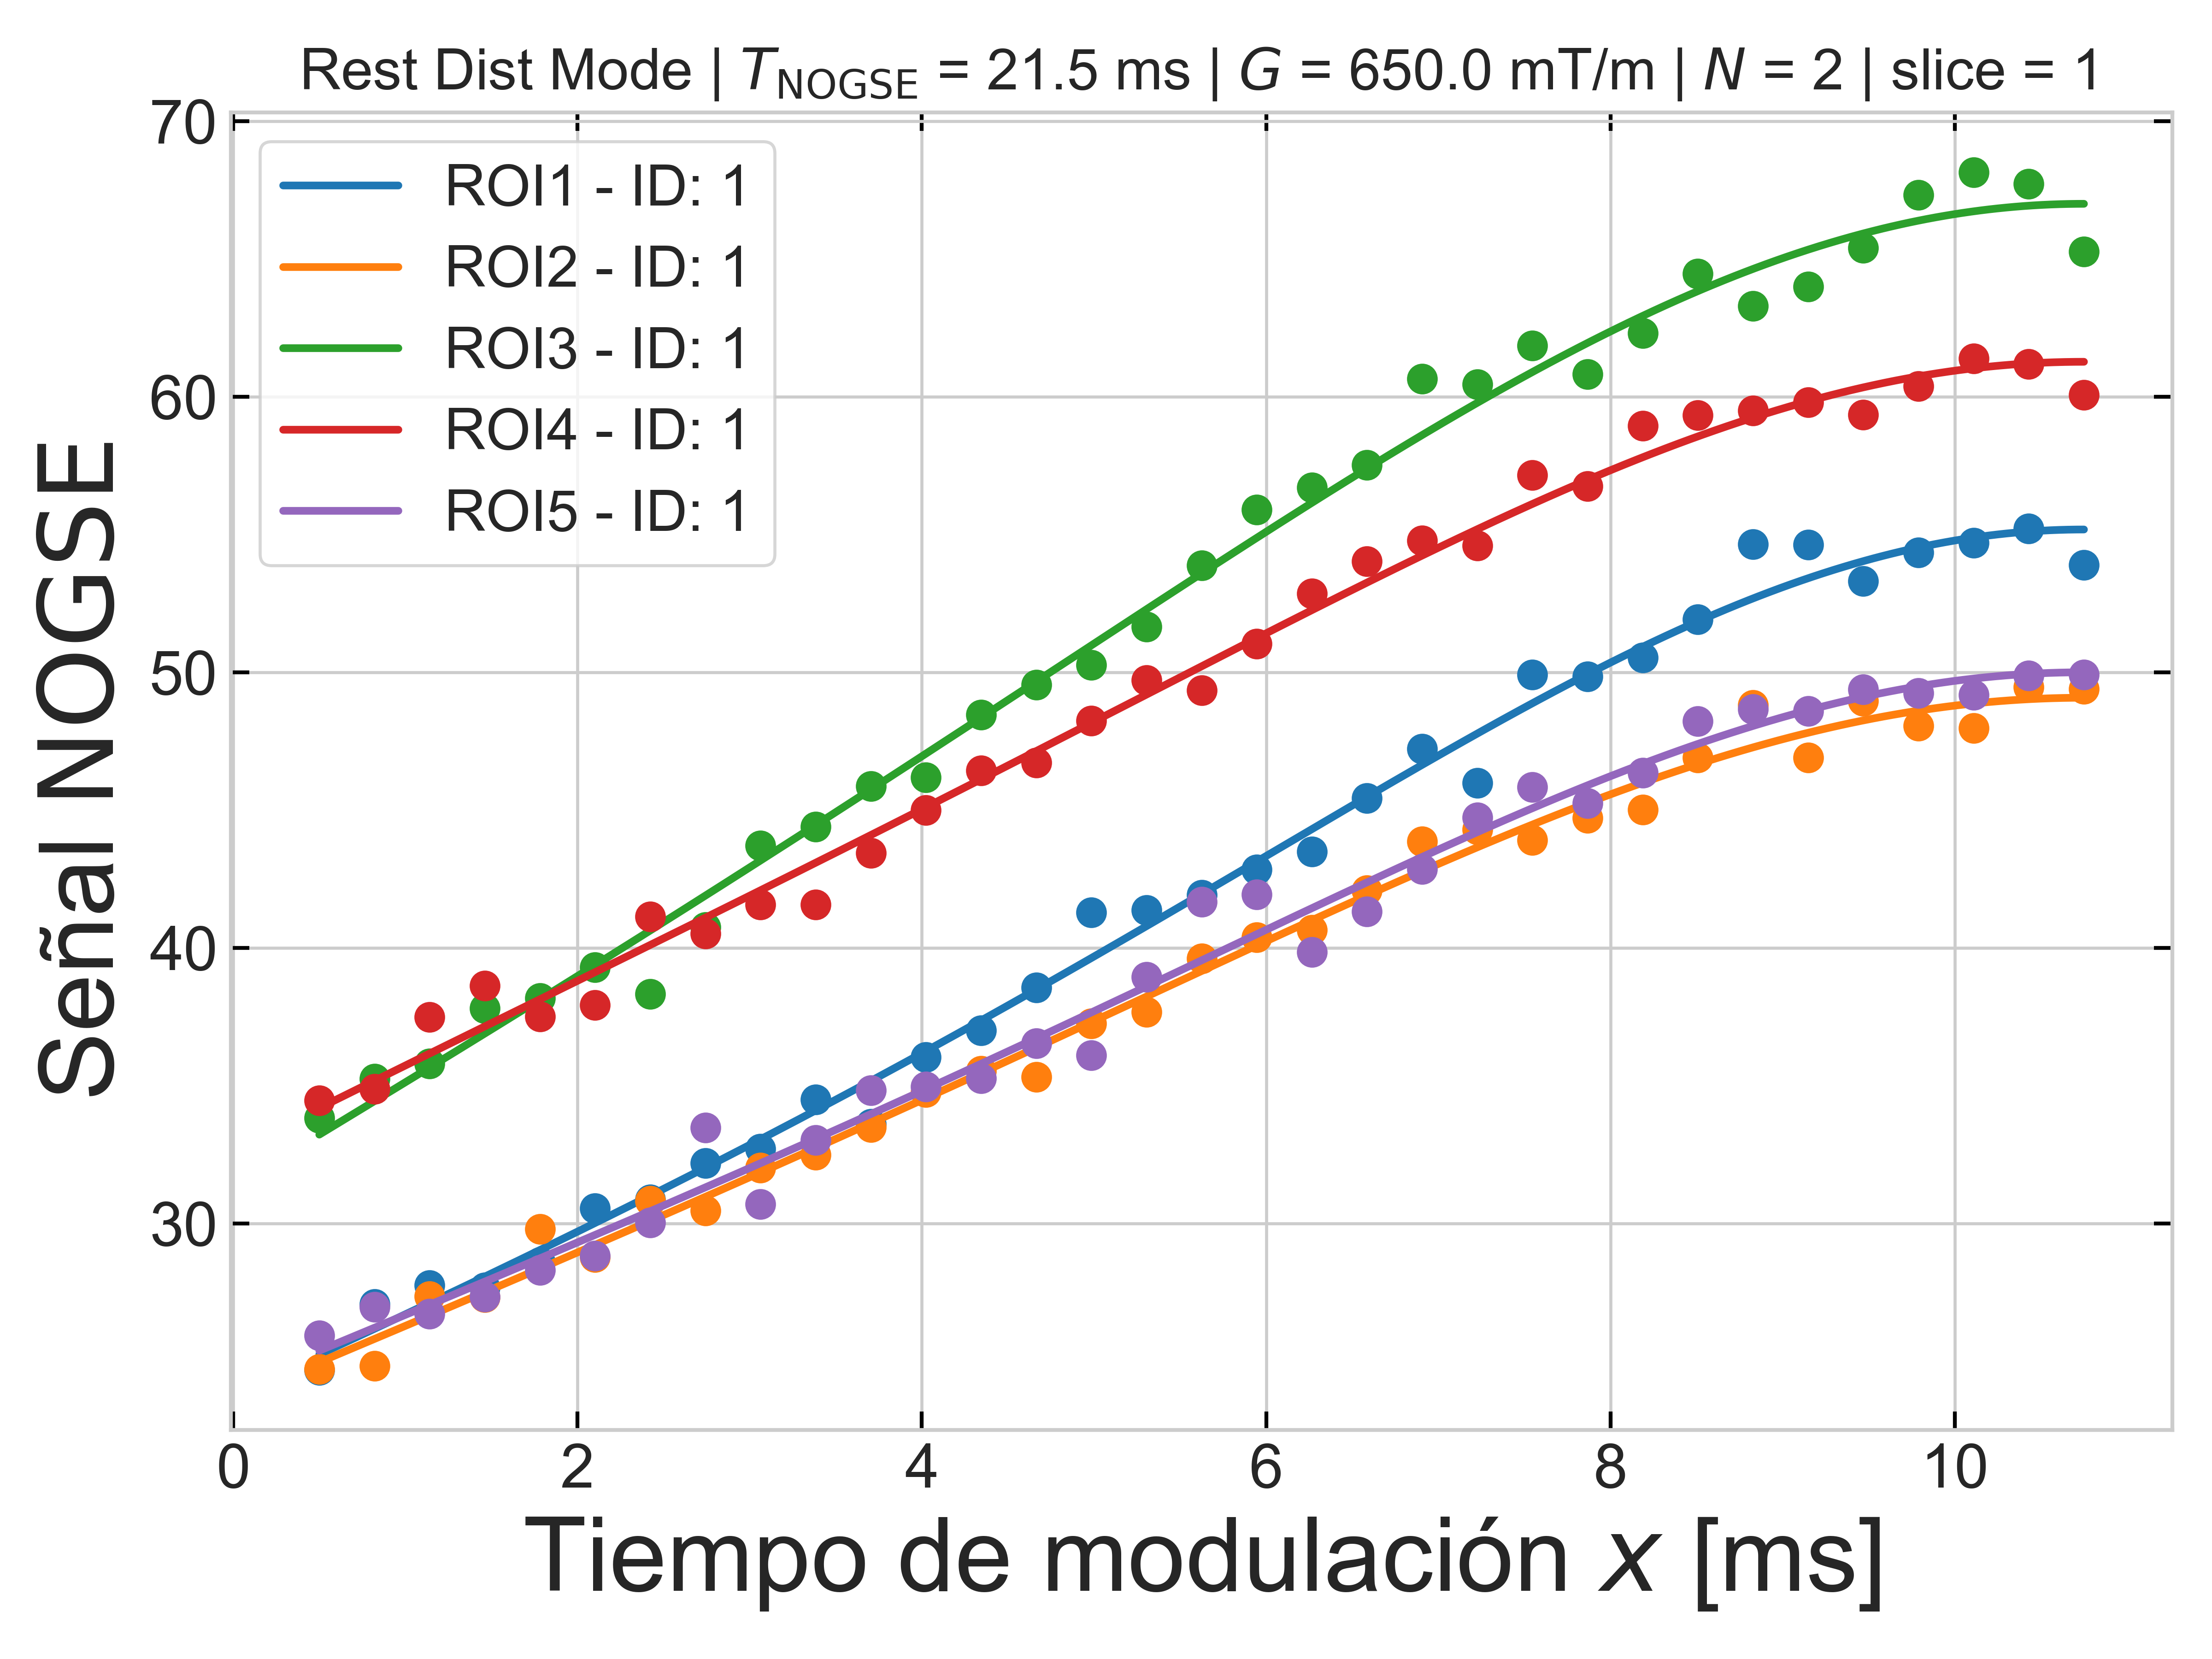 Rest Dist Mode | T_NOGSE = 21.5 ms | G = 650.0 mT/m | N = 2 | slice = 1
70
60
50
40
30
Señal NOGSE
ROI1 - ID: 1
ROI2 - ID: 1
ROI3 - ID: 1
ROI4 - ID: 1
ROI5 - ID: 1
0 2 4 6 8 10
Tiempo de modulación x [ms]